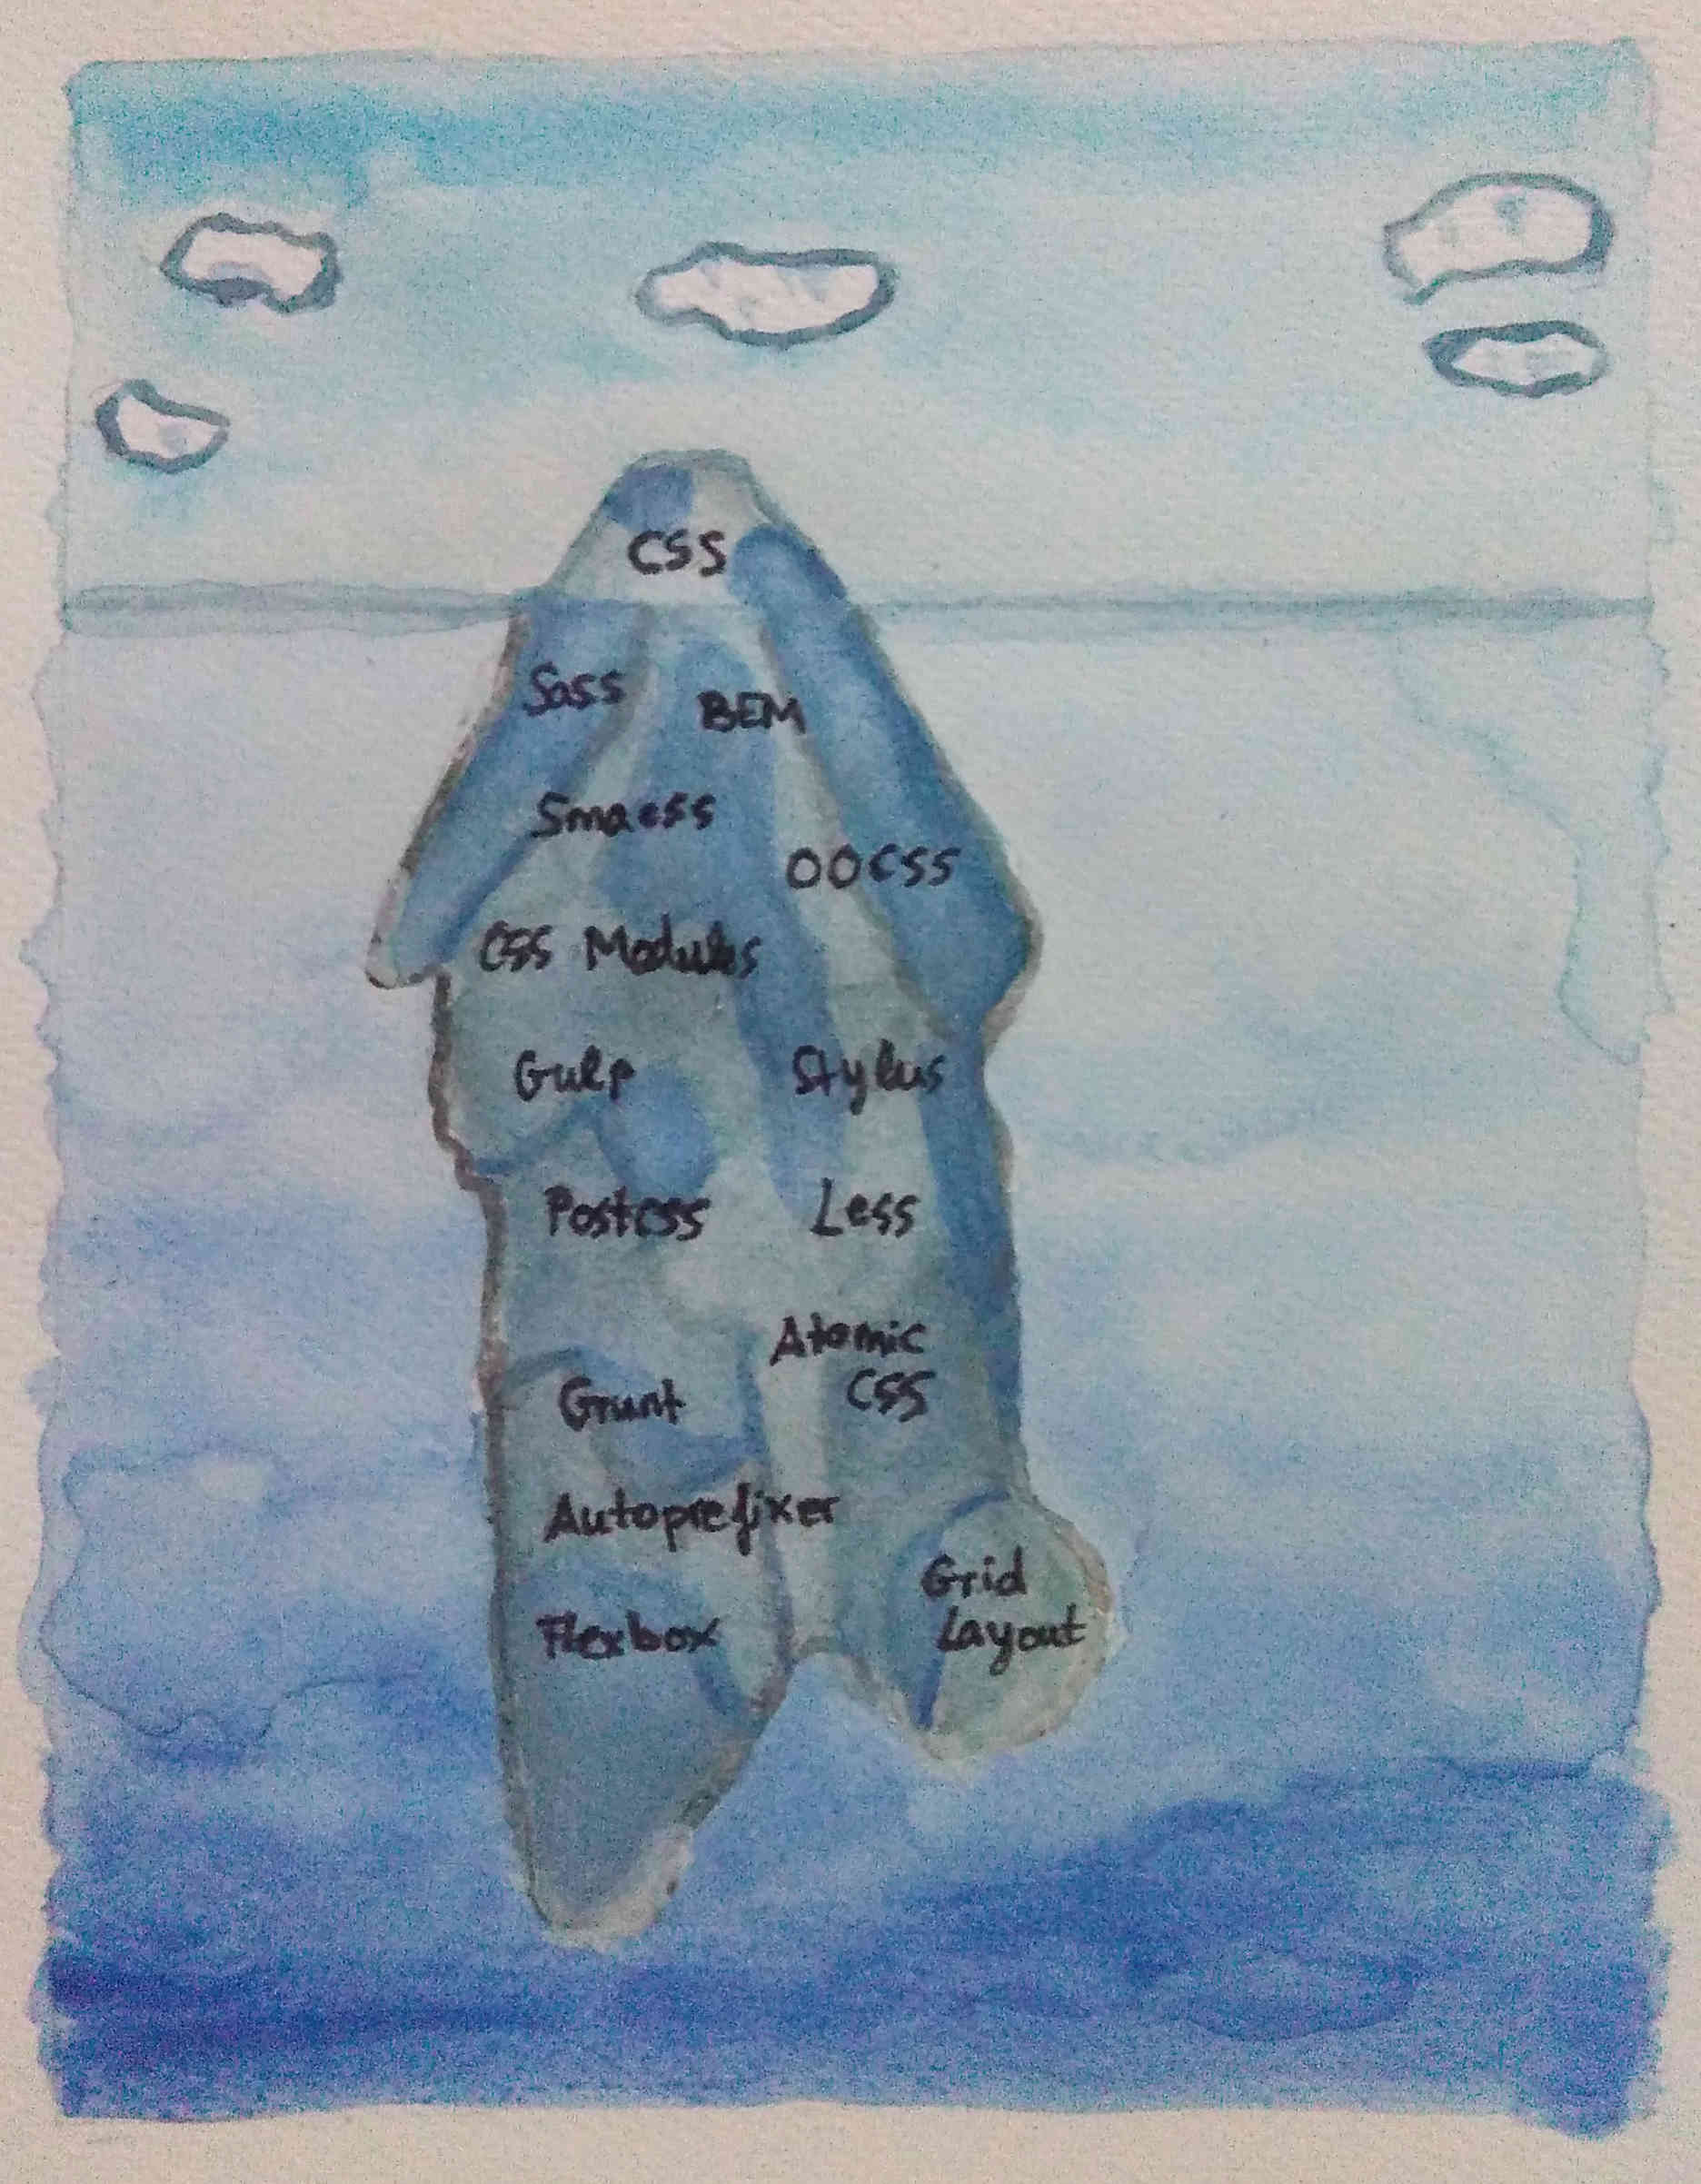 CSS
Sass
BEM
Smacss
OOCSS
CSS Modules
Gulp
Stylus
Postcss
Less
Atomic
CSS
Grunt
Autoprefixer
Grid
Layout
Flexbox